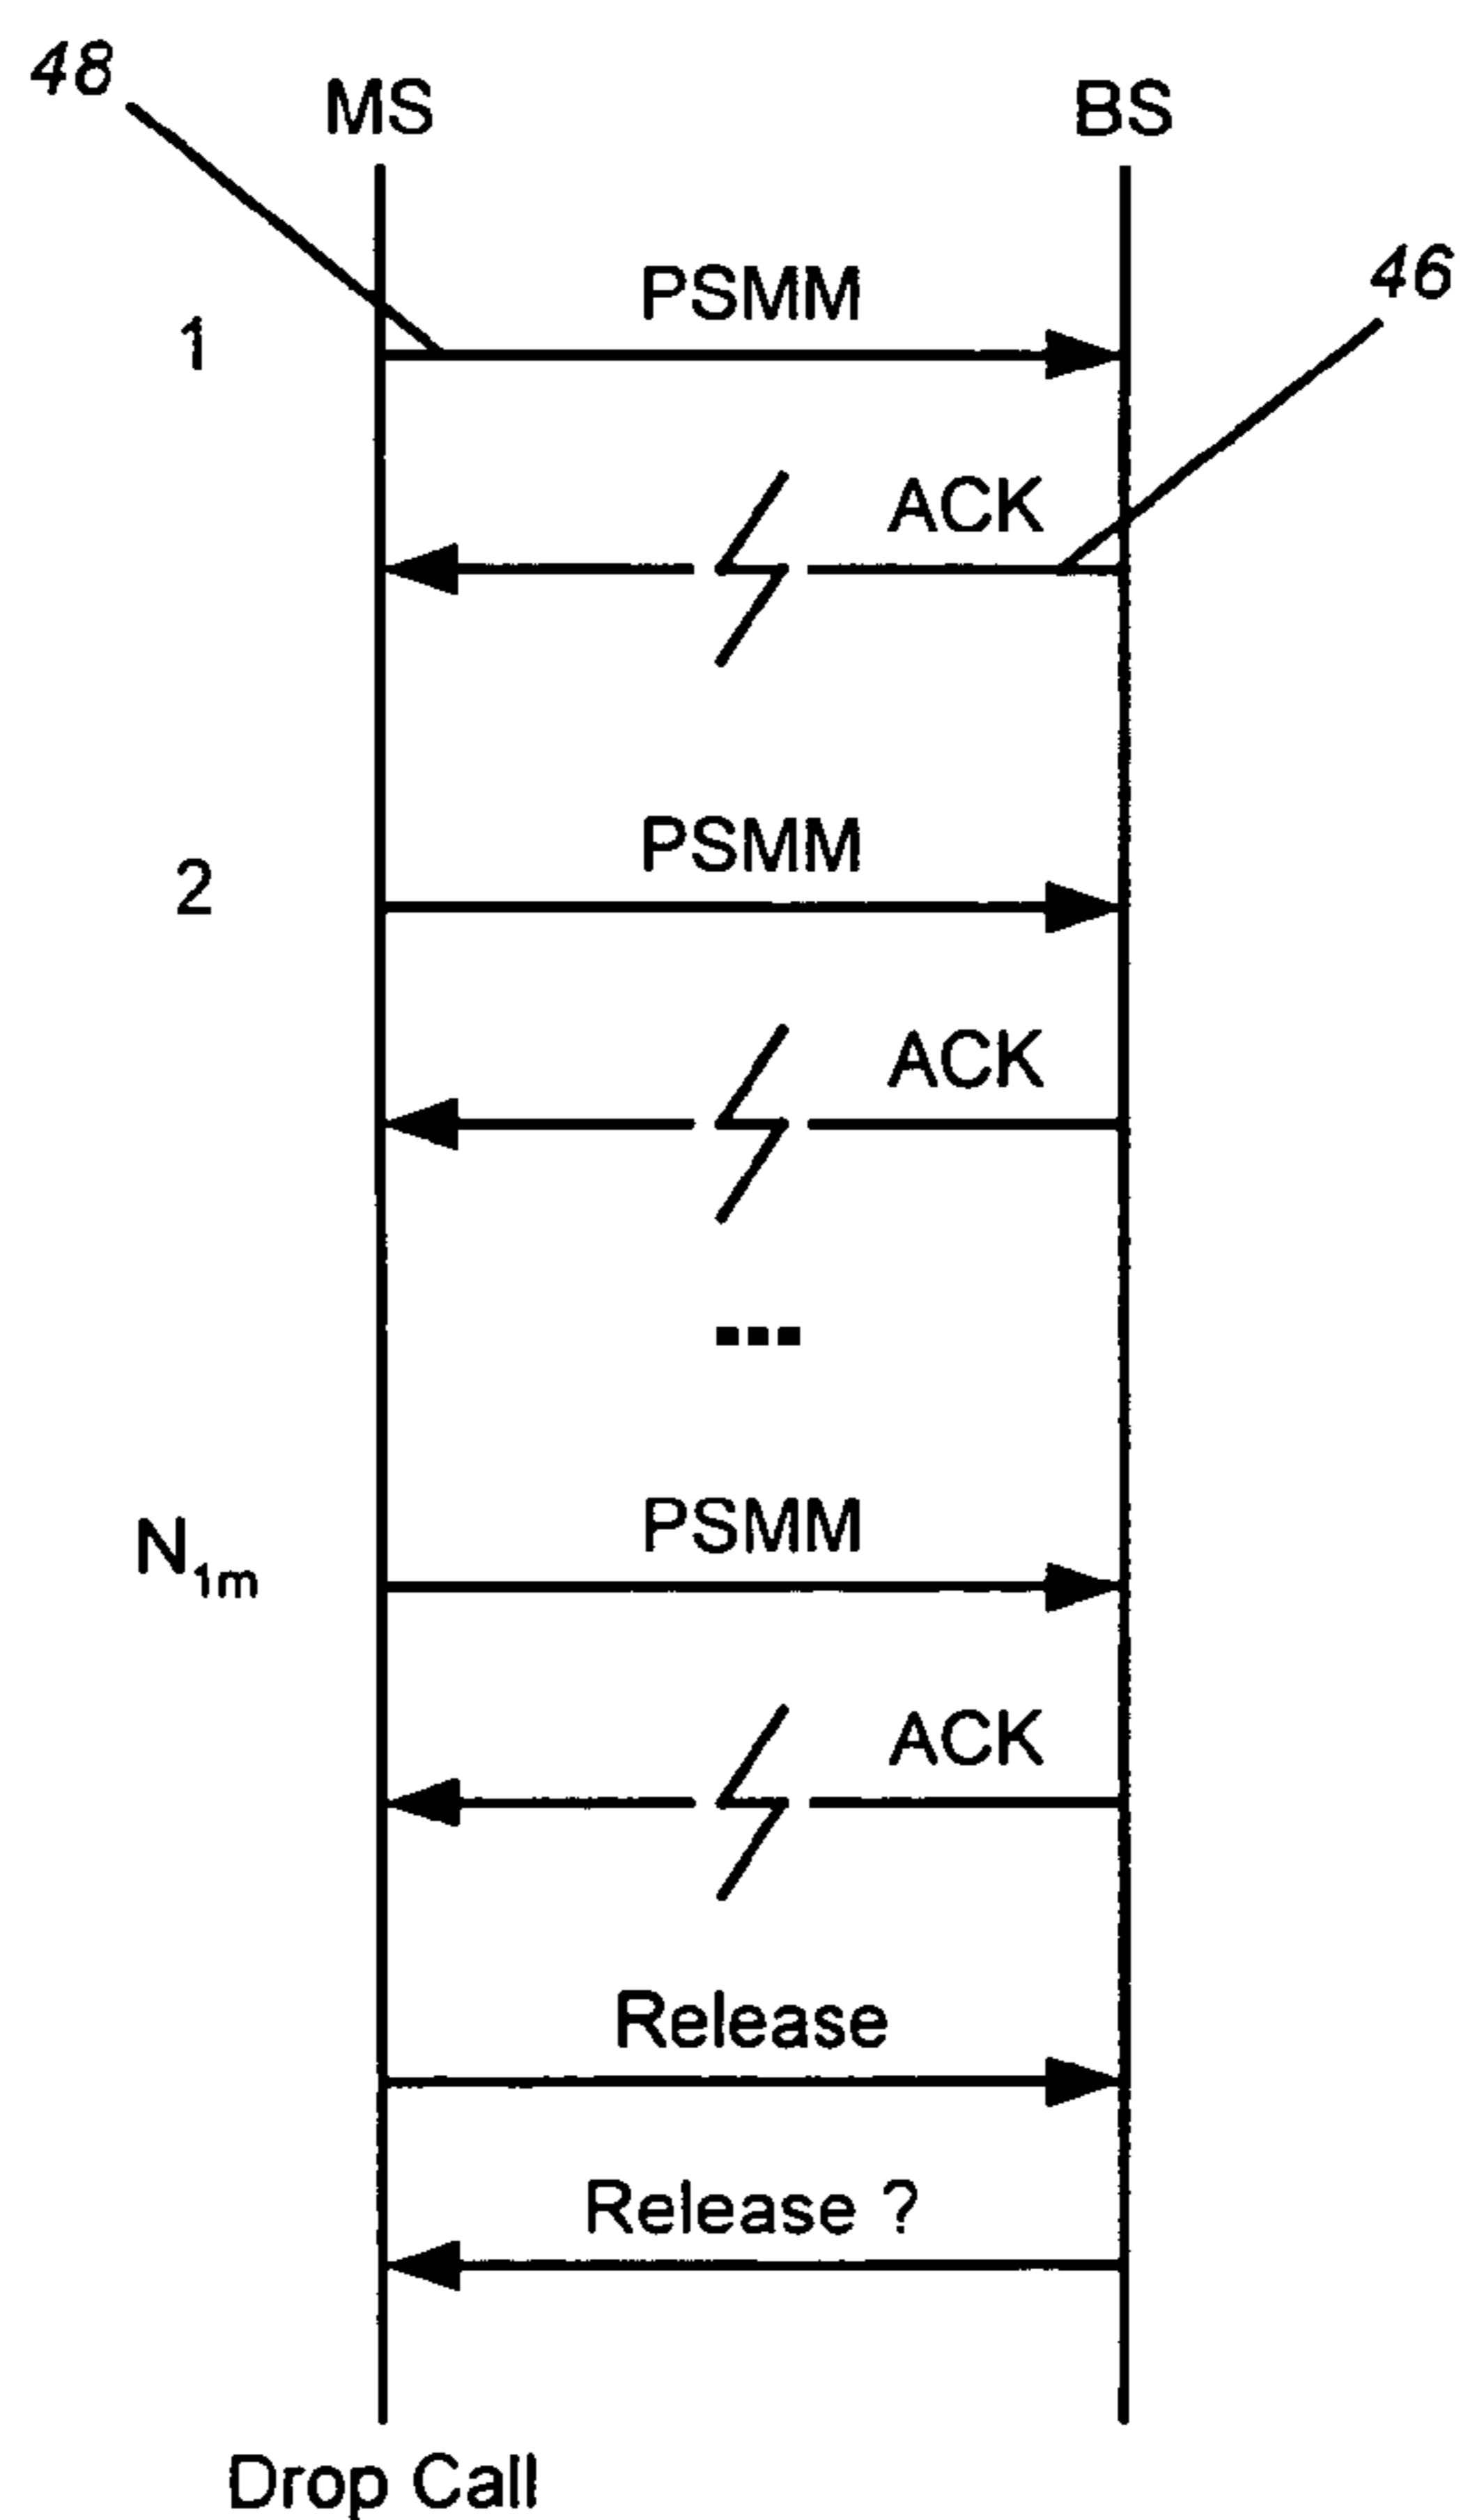 48
MS
BS
46
PSMM
1
ACK
PSMM
2
ACK
...
PSMM
N1m
ACK
Release
Release ?
Drop Call